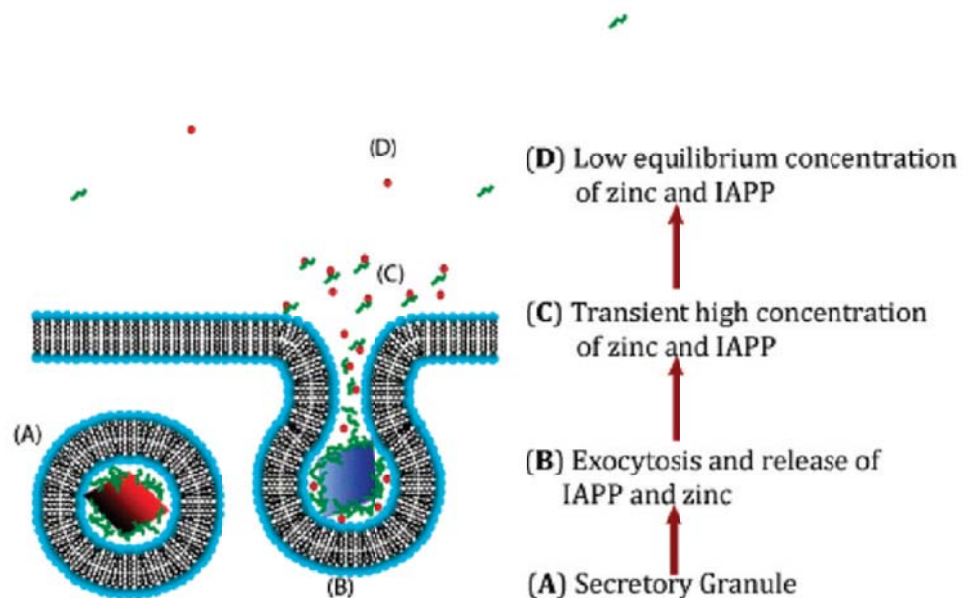 (D)
(D) Low equilibrium concentration
of zinc and IAPP
(C)
(C) Transient high concentration
of zinc and IAPP
(A)
(B) Exocytosis and release of
IAPP and zinc
(B)
(A) Secretory Granule